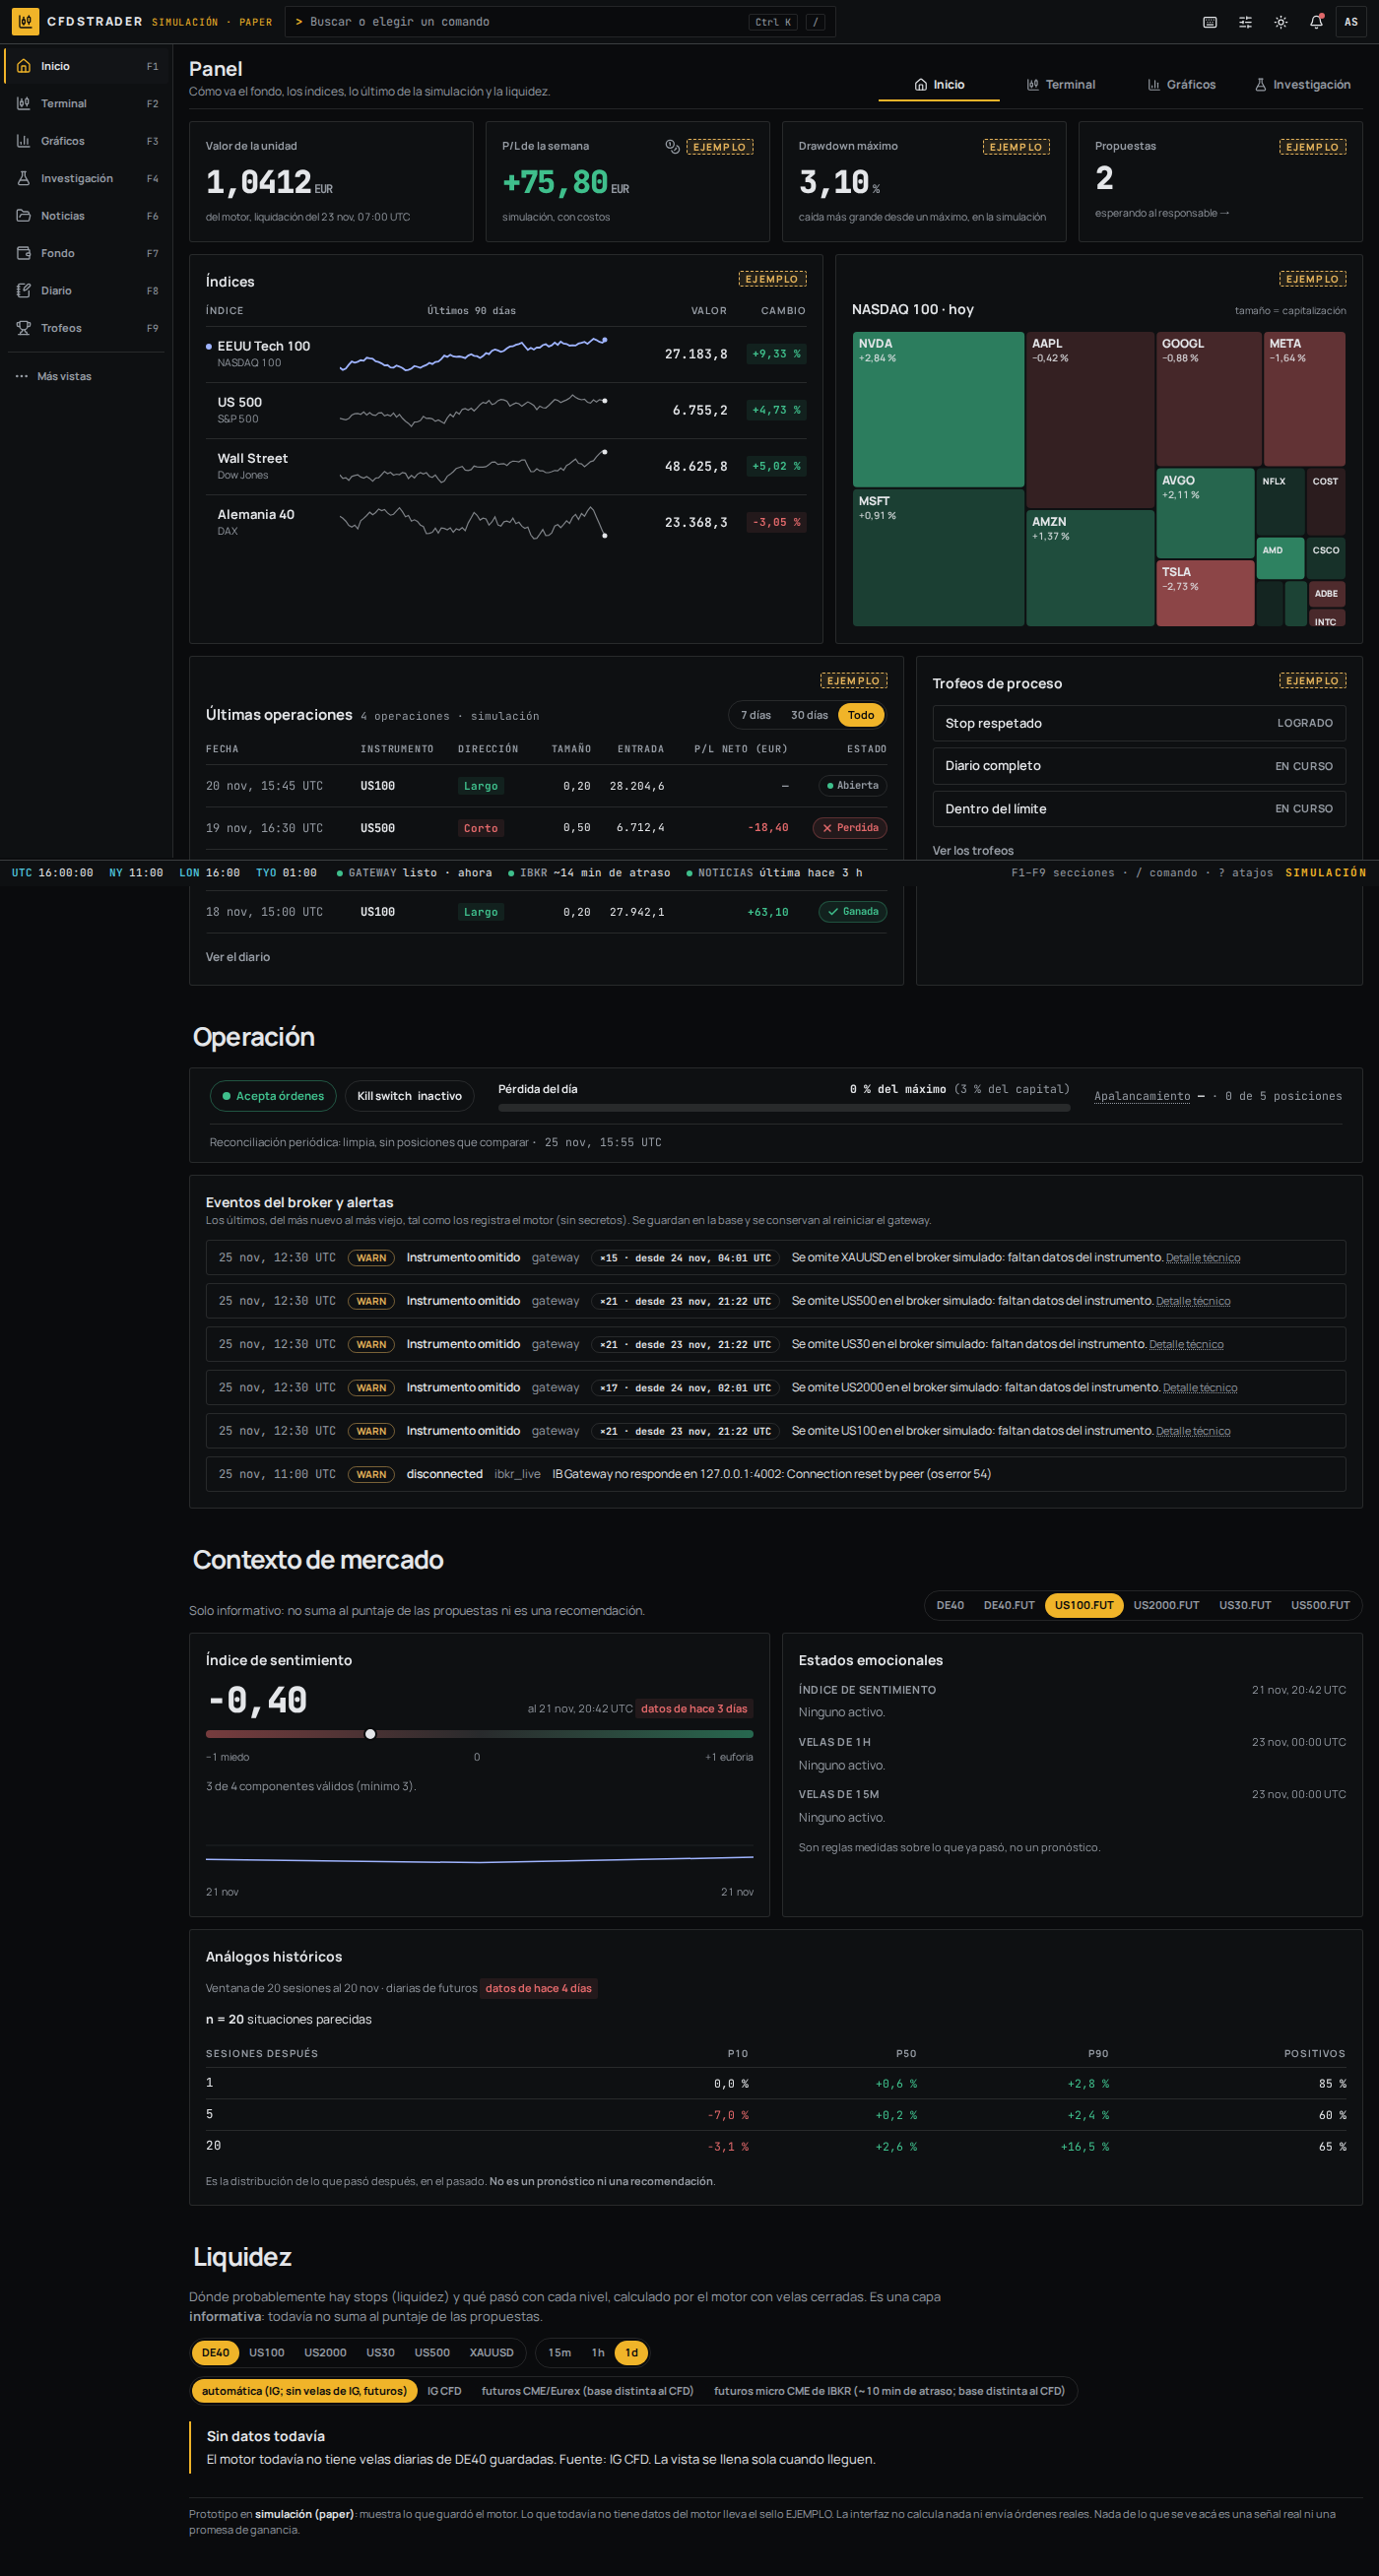 CFDSTRADER SIMULACIÓN · PAPER > Buscar o elegir un comando Ctrl K / AS
Inicio F1
Terminal F2
Gráficos F3
Investigación F4
Noticias F6
Fondo F7
Diario F8
Trofeos F9
Más vistas
Panel
Cómo va el fondo, los índices, lo último de la simulación y la liquidez.
Inicio Terminal Gráficos Investigación
Valor de la unidad
1,0412 EUR
del motor, liquidación del 23 nov, 07:00 UTC
P/L de la semana EJEMPLO
+75,80 EUR
simulación, con costos
Drawdown máximo EJEMPLO
3,10 %
caída más grande desde un máximo, en la simulación
Propuestas EJEMPLO
2
esperando al responsable →
Índices EJEMPLO
ÍNDICE Últimos 90 días VALOR CAMBIO
EEUU Tech 100 27.183,8 +9,33 %
NASDAQ 100
US 500 6.755,2 +4,73 %
S&P 500
Wall Street 48.625,8 +5,02 %
Dow Jones
Alemania 40 23.368,3 -3,05 %
DAX
EJEMPLO
NASDAQ 100 · hoy tamaño = capitalización
NVDA
+2,84 %
AAPL
−0,42 %
GOOGL
−0,88 %
META
−1,64 %
MSFT
+0,91 %
AMZN
+1,37 %
AVGO
+2,11 %
TSLA
−2,73 %
NFLX
COST
AMD
CSCO
ADBE
INTC
EJEMPLO
Últimas operaciones 4 operaciones · simulación 7 días 30 días Todo
FECHA INSTRUMENTO DIRECCIÓN TAMAÑO ENTRADA P/L NETO (EUR) ESTADO
20 nov, 15:45 UTC US100 Largo 0,20 28.204,6 — Abierta
19 nov, 16:30 UTC US500 Corto 0,50 6.712,4 -18,40 Perdida
Trofeos de proceso EJEMPLO
Stop respetado LOGRADO
Diario completo EN CURSO
Dentro del límite EN CURSO
Ver los trofeos
UTC 16:00:00 NY 11:00 LON 16:00 TYO 01:00 GATEWAY listo · ahora IBKR ~14 min de atraso NOTICIAS última hace 3 h F1–F9 secciones · / comando · ? atajos SIMULACIÓN
18 nov, 15:00 UTC US100 Largo 0,20 27.942,1 +63,10 Ganada
Ver el diario
Operación
Acepta órdenes Kill switch inactivo Pérdida del día 0 % del máximo (3 % del capital) Apalancamiento — · 0 de 5 posiciones
Reconciliación periódica: limpia, sin posiciones que comparar · 25 nov, 15:55 UTC
Eventos del broker y alertas
Los últimos, del más nuevo al más viejo, tal como los registra el motor (sin secretos). Se guardan en la base y se conservan al reiniciar el gateway.
25 nov, 12:30 UTC WARN Instrumento omitido gateway ×15 · desde 24 nov, 04:01 UTC Se omite XAUUSD en el broker simulado: faltan datos del instrumento. Detalle técnico
25 nov, 12:30 UTC WARN Instrumento omitido gateway ×21 · desde 23 nov, 21:22 UTC Se omite US500 en el broker simulado: faltan datos del instrumento. Detalle técnico
25 nov, 12:30 UTC WARN Instrumento omitido gateway ×21 · desde 23 nov, 21:22 UTC Se omite US30 en el broker simulado: faltan datos del instrumento. Detalle técnico
25 nov, 12:30 UTC WARN Instrumento omitido gateway ×17 · desde 24 nov, 02:01 UTC Se omite US2000 en el broker simulado: faltan datos del instrumento. Detalle técnico
25 nov, 12:30 UTC WARN Instrumento omitido gateway ×21 · desde 23 nov, 21:22 UTC Se omite US100 en el broker simulado: faltan datos del instrumento. Detalle técnico
25 nov, 11:00 UTC WARN disconnected ibkr_live IB Gateway no responde en 127.0.0.1:4002: Connection reset by peer (os error 54)
Contexto de mercado
Solo informativo: no suma al puntaje de las propuestas ni es una recomendación. DE40 DE40.FUT US100.FUT US2000.FUT US30.FUT US500.FUT
Índice de sentimiento
-0,40 al 21 nov, 20:42 UTC datos de hace 3 días
−1 miedo 0 +1 euforia
3 de 4 componentes válidos (mínimo 3).
21 nov 21 nov
Estados emocionales
ÍNDICE DE SENTIMIENTO 21 nov, 20:42 UTC
Ninguno activo.
VELAS DE 1H 23 nov, 00:00 UTC
Ninguno activo.
VELAS DE 15M 23 nov, 00:00 UTC
Ninguno activo.
Son reglas medidas sobre lo que ya pasó, no un pronóstico.
Análogos históricos
Ventana de 20 sesiones al 20 nov · diarias de futuros datos de hace 4 días
n = 20 situaciones parecidas
SESIONES DESPUÉS P10 P50 P90 POSITIVOS
1 0,0 % +0,6 % +2,8 % 85 %
5 -7,0 % +0,2 % +2,4 % 60 %
20 -3,1 % +2,6 % +16,5 % 65 %
Es la distribución de lo que pasó después, en el pasado. No es un pronóstico ni una recomendación.
Liquidez
Dónde probablemente hay stops (liquidez) y qué pasó con cada nivel, calculado por el motor con velas cerradas. Es una capa
informativa: todavía no suma al puntaje de las propuestas.
DE40 US100 US2000 US30 US500 XAUUSD 15m 1h 1d
automática (IG; sin velas de IG, futuros) IG CFD futuros CME/Eurex (base distinta al CFD) futuros micro CME de IBKR (~10 min de atraso; base distinta al CFD)
Sin datos todavía
El motor todavía no tiene velas diarias de DE40 guardadas. Fuente: IG CFD. La vista se llena sola cuando lleguen.
Prototipo en simulación (paper): muestra lo que guardó el motor. Lo que todavía no tiene datos del motor lleva el sello EJEMPLO. La interfaz no calcula nada ni envía órdenes reales. Nada de lo que se ve acá es una señal real ni una
promesa de ganancia.